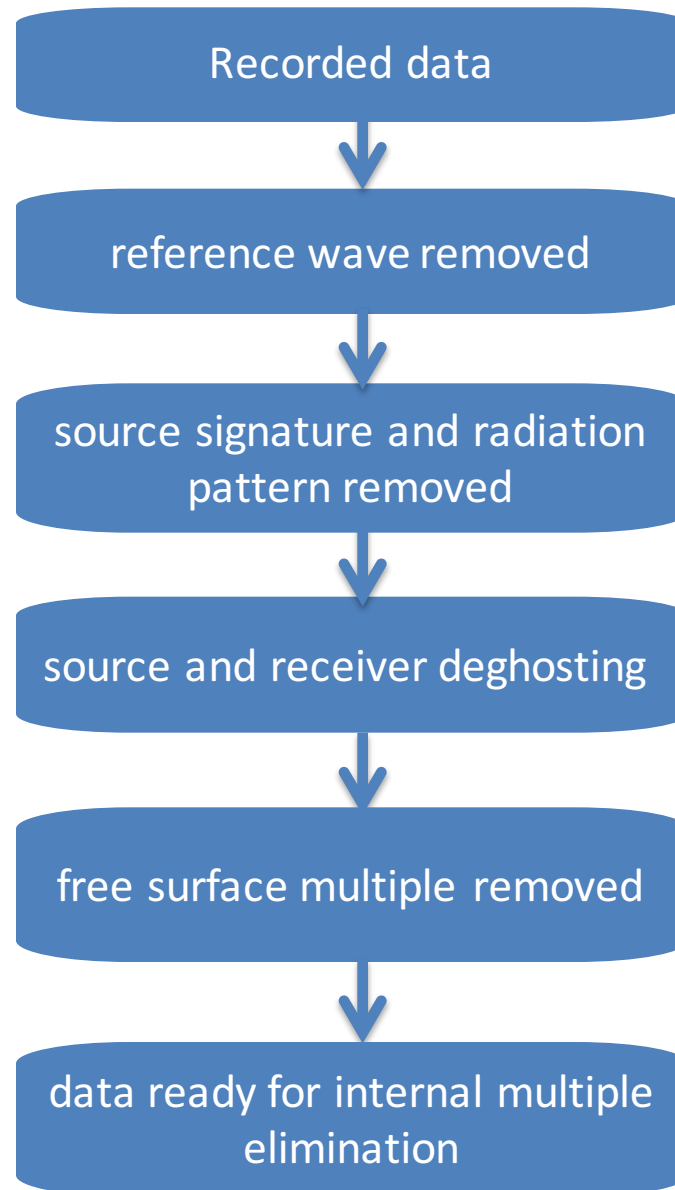 Recorded data
reference wave removed
source signature and radiation
pattern removed
source and receiver deghosting
free surface multiple removed
data ready for internal multiple
elimination